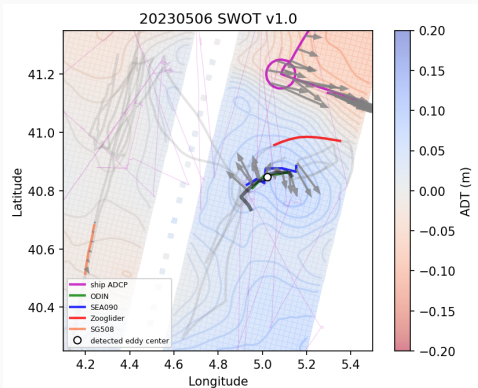 20230506 SWOT v1.0
Latitude
41.2
41.0
40.8
40.6
40.4
ship ADCP
ODIN
SEA090
Zooglider
SG508
detected eddy center
4.2 4.4 4.6 4.8 5.0 5.2 5.4
Longitude
0.20
0.15
0.10
0.05
0.00
−0.05
−0.10
−0.15
−0.20
ADT (m)